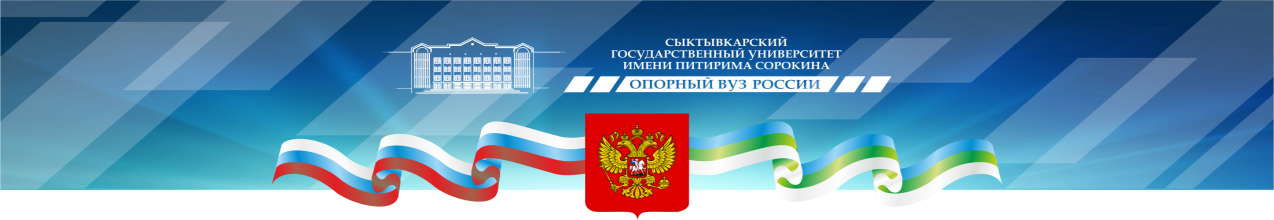 СЫКТЫВКАРСКИЙ
ГОСУДАРСТВЕННЫЙ УНИВЕРСИТЕТ
ИМЕНИ ПИТИРИМА СОРОКИНА
ОПОРНЫЙ ВУЗ РОССИИ